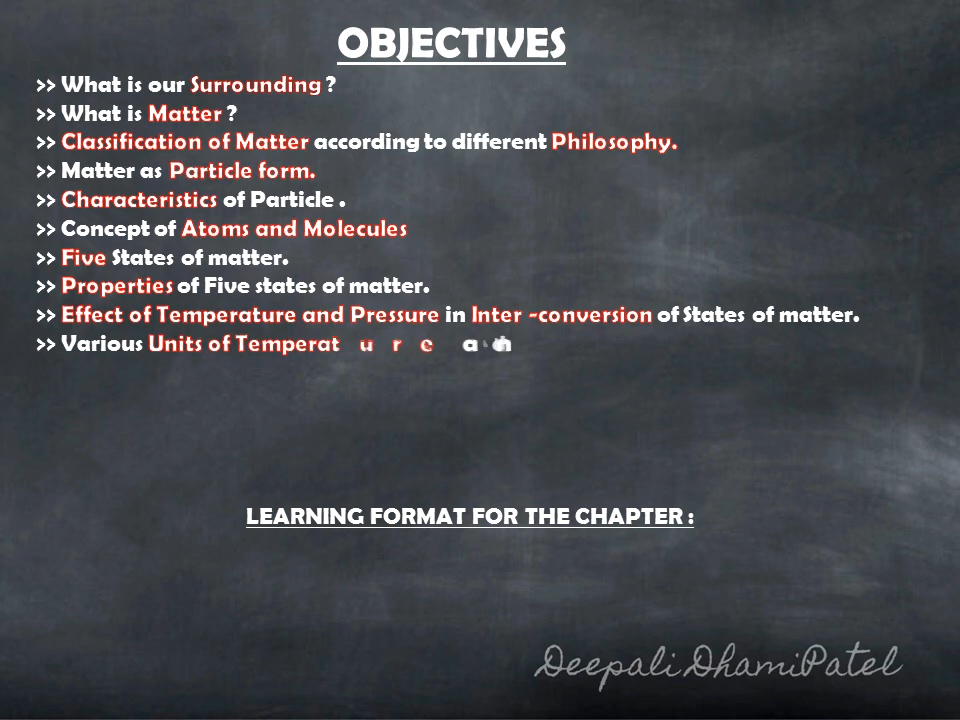 OBJECTIVES
>> What is our Surrounding ?
>> What is Matter ?
>> Classification of Matter according to different Philosophy.
>> Matter as Particle form.
>> Characteristics of Particle .
>> Concept of Atoms and Molecules
>> Five States of matter.
>> Properties of Five states of matter.
>> Effect of Temperature and Pressure in Inter -conversion of States of matter.
>> Various Units of Temperat u r e
LEARNING FORMAT FOR THE CHAPTER :
Deepali DhamiPatel